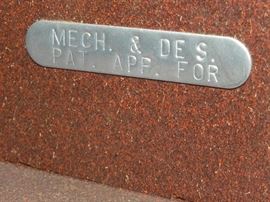 MECH. & DES.
PAT. APP. FOR